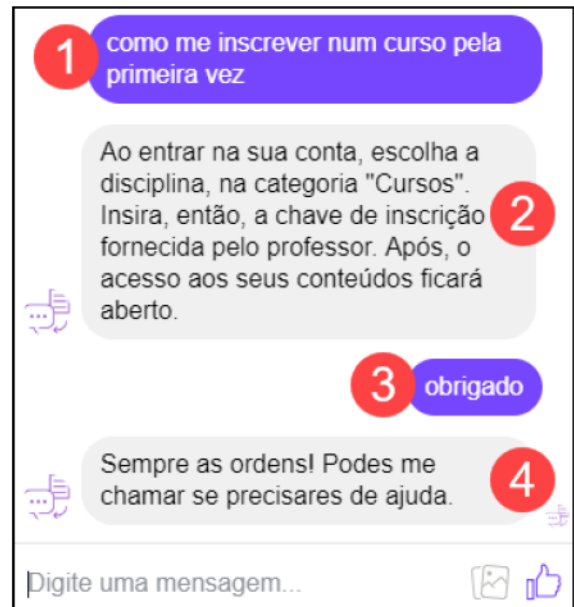 1
como me inscrever num curso pela
primeira vez
Ao entrar na sua conta, escolha a
disciplina, na categoria "Cursos".
Insira, então, a chave de inscrição
fornecida pelo professor. Após, o
acesso aos seus conteúdos ficará
aberto.
2
3
obrigado
Sempre as ordens! Podes me
chamar se precisares de ajuda.
4
Digite uma mensagem...